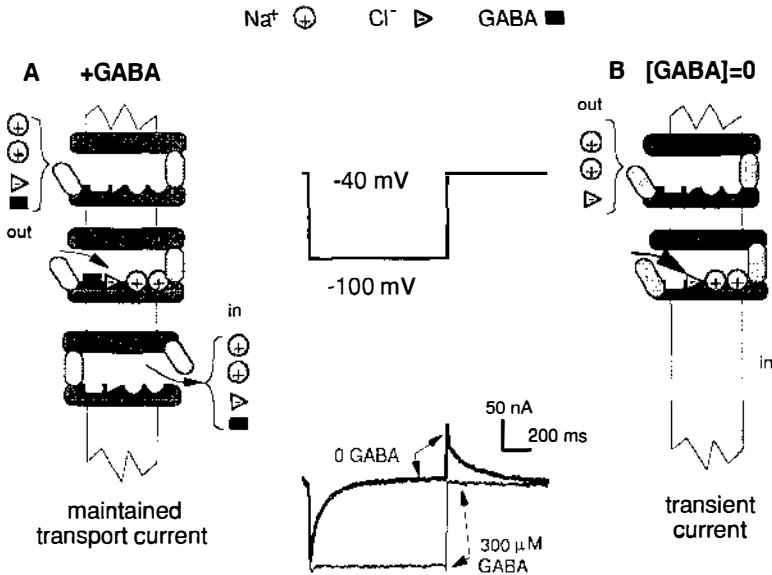 Na⁺ Cl⁻ GABA
A +GABA
B [GABA]=0
out
out
-40 mV
-100 mV
in
in
50 nA
200 ms
0 GABA
300 μM
GABA
maintained
transport current
transient
current